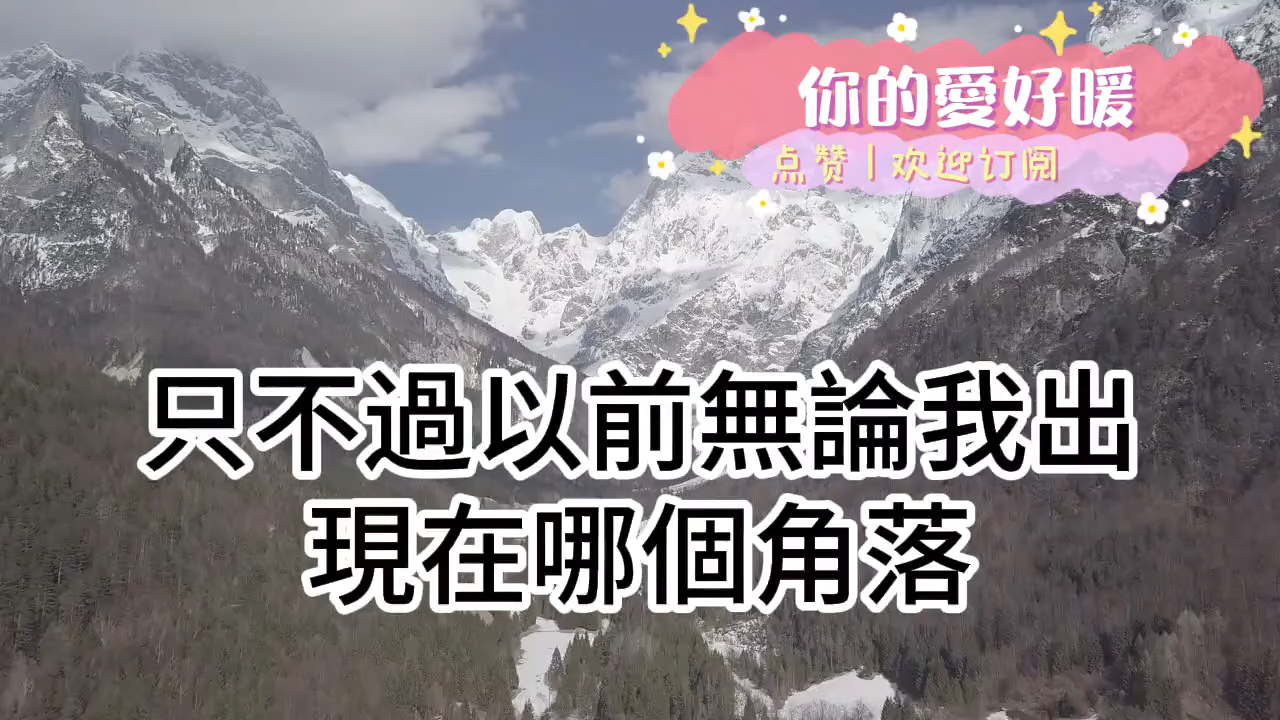 你的愛好暖
点赞 | 欢迎订阅
只不過以前無論我出
現在哪個角落